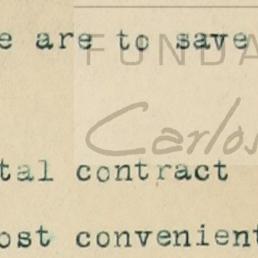 e are to save
FUNDA
Carlos
tal contract
ost convenient